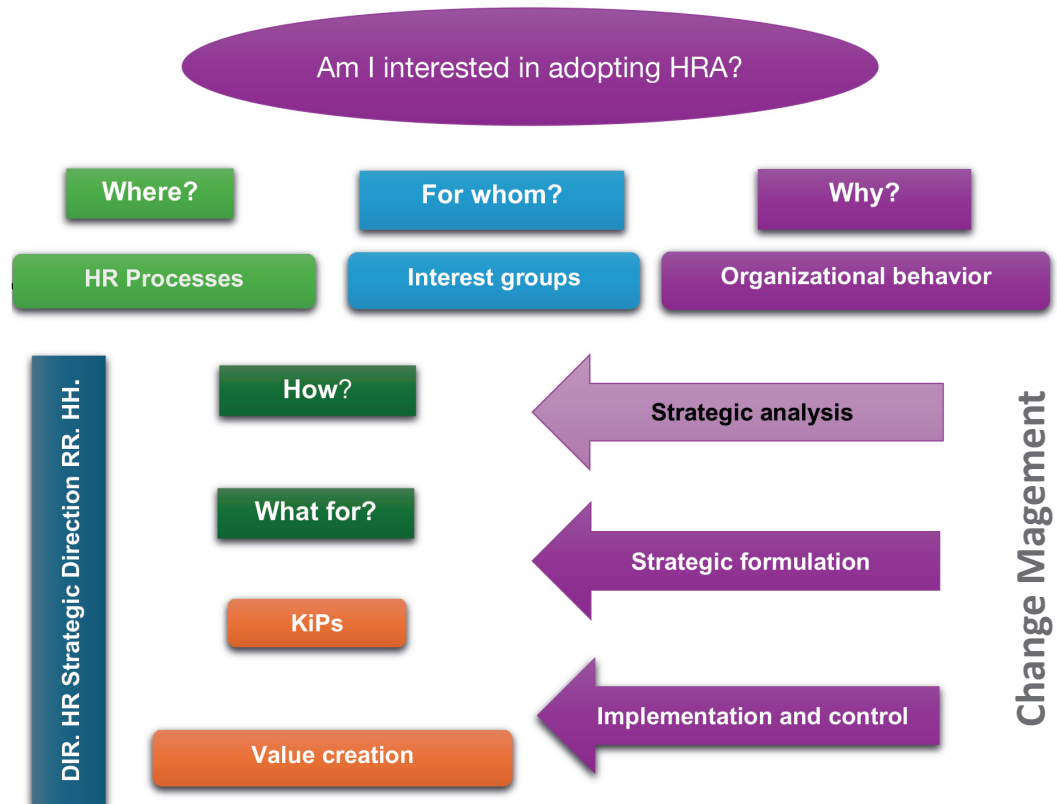 Am I interested in adopting HRA?
Where?
For whom?
Why?
HR Processes
Interest groups
Organizational behavior
DIR. HR Strategic Direction RR. HH.
How?
Strategic analysis
What for?
Strategic formulation
KiPs
Implementation and control
Value creation
Change Magement